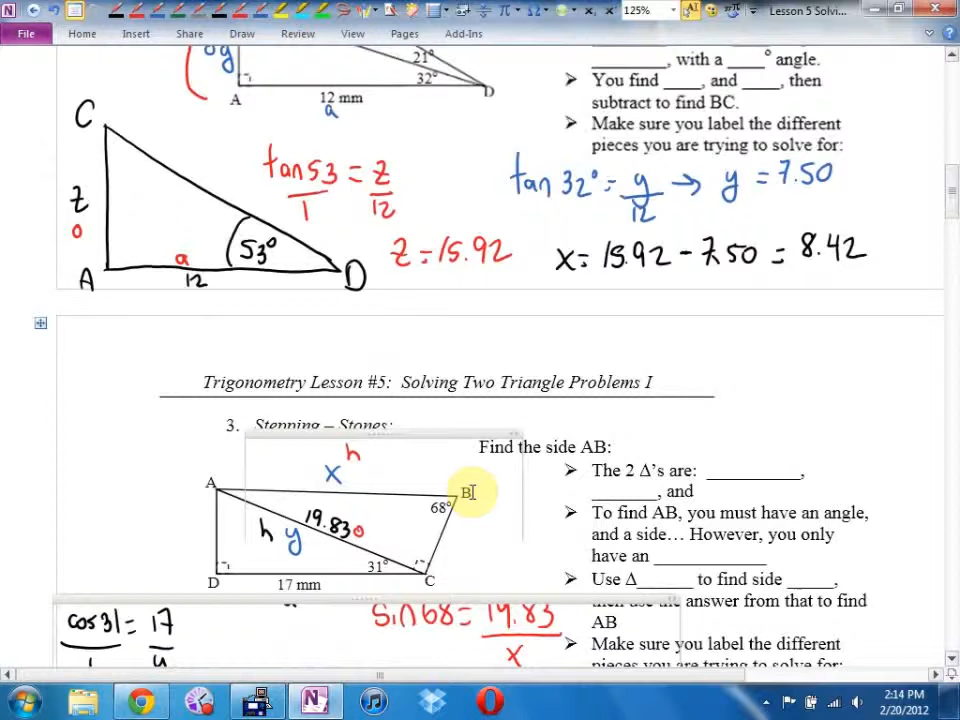 125%
Lesson 5 Solvi...
File Home Insert Share Draw Review View Pages Add-Ins
og
21°
32°
A 12 mm D
a
________, with a ____° angle.
➢ You find ____, and ____, then
subtract to find BC.
➢ Make sure you label the different
pieces you are trying to solve for:
C
z
o
A
a
12
53°
D
tan 53 = z
1 12
z = 15.92
tan 32° = y → y = 7.50
12
x = 15.92 - 7.50 = 8.42
Trigonometry Lesson #5: Solving Two Triangle Problems I
3. Stepping – Stones:
Find the side AB:
➢ The 2 Δ's are: __________,
_______, and
➢ To find AB, you must have an angle,
and a side… However, you only
have an ____________
➢ Use Δ______ to find side _____,
then use the answer from that to find
AB
➢ Make sure you label the different
pieces you are trying to solve for:
h
x
A
B
68°
h y 19.83 o
31°
D 17 mm C
cos 31 = 17
sin 68 = 19.83
x
2:14 PM
2/20/2012